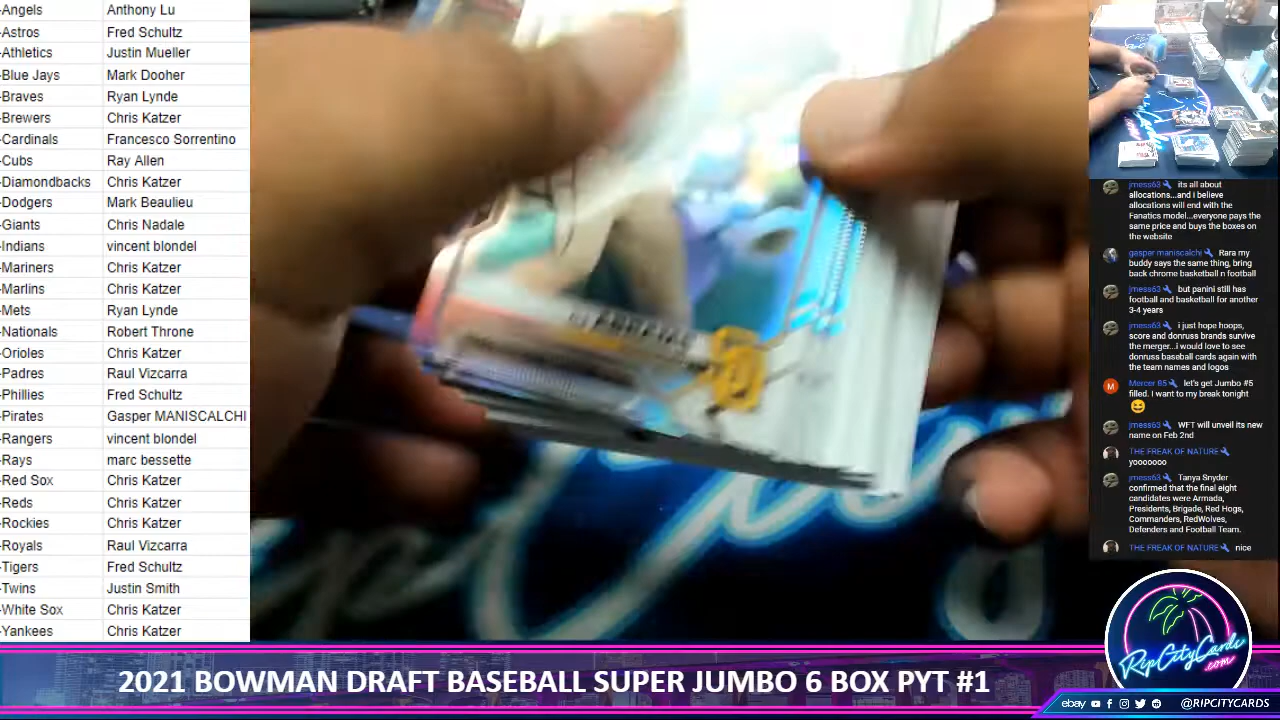 -Angels Anthony Lu
-Astros Fred Schultz
-Athletics Justin Mueller
-Blue Jays Mark Dooher
-Braves Ryan Lynde
-Brewers Chris Katzer
-Cardinals Francesco Sorrentino
-Cubs Ray Allen
-Diamondbacks Chris Katzer
-Dodgers Mark Beaulieu
-Giants Chris Nadale
-Indians vincent blondel
-Mariners Chris Katzer
-Marlins Chris Katzer
-Mets Ryan Lynde
-Nationals Robert Throne
-Orioles Chris Katzer
-Padres Raul Vizcarra
-Phillies Fred Schultz
-Pirates Gasper MANISCALCHI
-Rangers vincent blondel
-Rays marc bessette
-Red Sox Chris Katzer
-Reds Chris Katzer
-Rockies Chris Katzer
-Royals Raul Vizcarra
-Tigers Fred Schultz
-Twins Justin Smith
-White Sox Chris Katzer
-Yankees Chris Katzer
jmess63 its all about
allocations...and i believe
allocations will end with the
Fanatics model...everyone pays the
same price and buys the boxes on
the website
gasper maniscalchi Rara my
buddy says the same thing, bring
back chrome basketball n football
jmess63 but panini still has
football and basketball for another
3-4 years
jmess63 i just hope hoops,
score and donruss brands survive
the merger...i would love to see
donruss baseball cards again with
the team names and logos
M Mercer 85 let's get Jumbo #5
filled. I want to my break tonight
jmess63 WFT will unveil its new
name on Feb 2nd
THE FREAK OF NATURE
yooooooo
jmess63 Tanya Snyder
confirmed that the final eight
candidates were Armada,
Presidents, Brigade, Red Hogs,
Commanders, RedWolves,
Defenders and Football Team.
THE FREAK OF NATURE nice
RipCityCards
.com
2021 BOWMAN DRAFT BASEBALL SUPER JUMBO 6 BOX PYT #1
ebay @RIPCITYCARDS